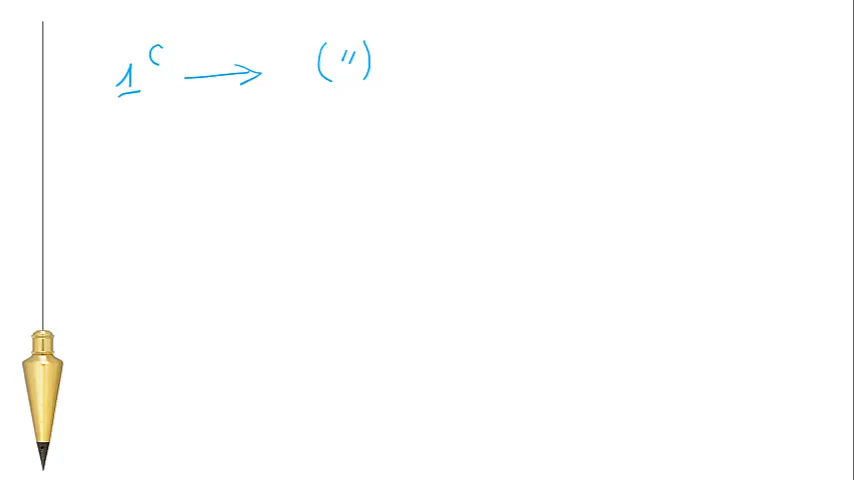 1ᶜ → (")